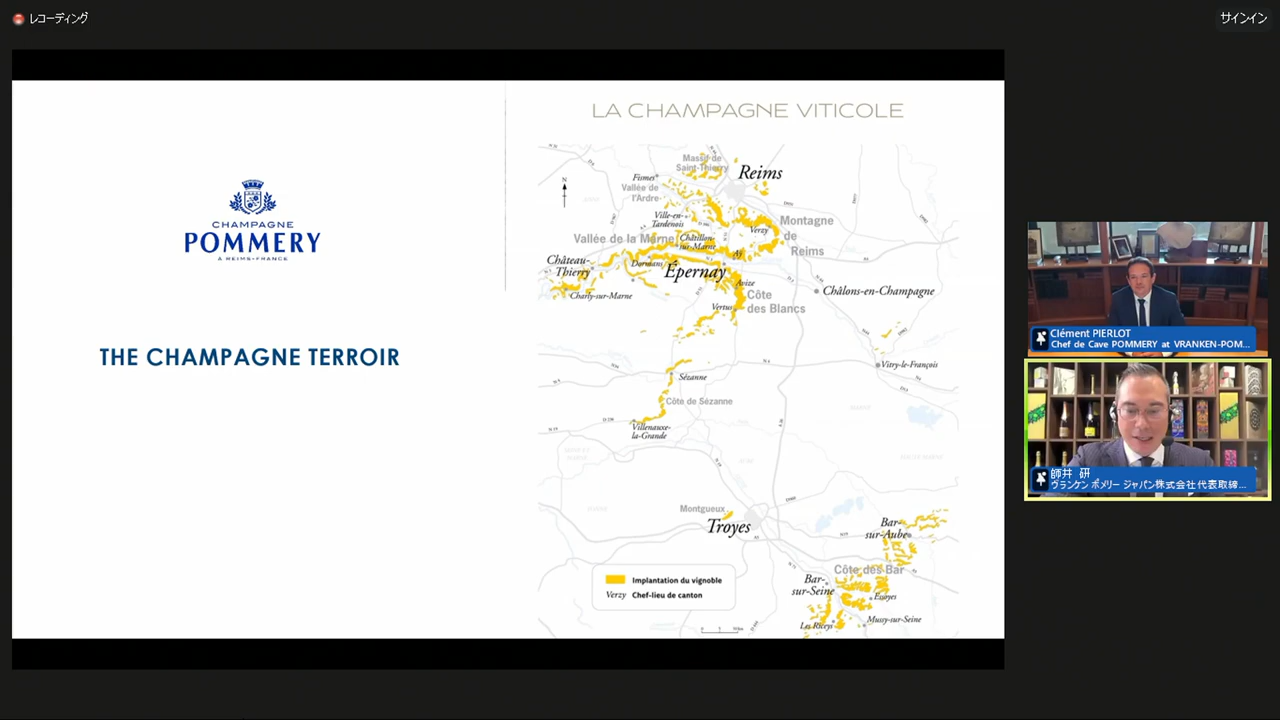 レコーディング
サインイン
LA CHAMPAGNE VITICOLE
CHAMPAGNE
POMMERY
A REIMS•FRANCE
THE CHAMPAGNE TERROIR
N
Massif de
Saint-Thierry
Reims
Fismes
Vallée de
l'Ardre
Ville-en-
Tardenois
Verzy
Montagne
de
Reims
Vallée de la Marne
Châtillon-
sur-Marne
Château-
Thierry
Dormans
Ay
Épernay
Charly-sur-Marne
Avize
Côte
des Blancs
Vertus
Châlons-en-Champagne
Vitry-le-François
Sézanne
Côte de Sézanne
Villenauxe-
la-Grande
Montgueux
Troyes
Bar-
sur-Aube
Côte des Bar
Bar-
sur-Seine
Essoyes
Les Riceys
Mussy-sur-Seine
Implantation du vignoble
Verzy Chef-lieu de canton
Clément PIERLOT
Chef de Cave POMMERY at VRANKEN-POM...
師井 研
ヴランケン ポメリー ジャパン株式会社 代表取締...